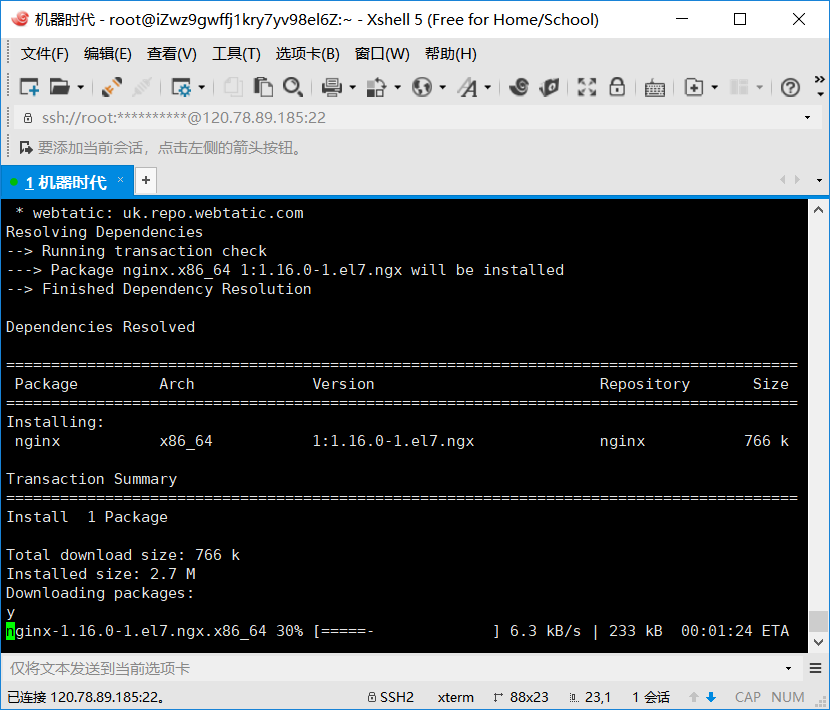 机器时代 - root@iZwz9gwffj1kry7yv98el6Z:~ - Xshell 5 (Free for Home/School)
文件(F) 编辑(E) 查看(V) 工具(T) 选项卡(B) 窗口(W) 帮助(H)
ssh://root:**********@120.78.89.185:22
要添加当前会话，点击左侧的箭头按钮。
1 机器时代 × +
* webtatic: uk.repo.webtatic.com
Resolving Dependencies
--> Running transaction check
---> Package nginx.x86_64 1:1.16.0-1.el7.ngx will be installed
--> Finished Dependency Resolution
Dependencies Resolved
========================================================================================
Package Arch Version Repository Size
========================================================================================
Installing:
nginx x86_64 1:1.16.0-1.el7.ngx nginx 766 k
Transaction Summary
========================================================================================
Install 1 Package
Total download size: 766 k
Installed size: 2.7 M
Downloading packages:
y
nginx-1.16.0-1.el7.ngx.x86_64 30% [=====- ] 6.3 kB/s | 233 kB 00:01:24 ETA
仅将文本发送到当前选项卡
已连接 120.78.89.185:22。 SSH2 xterm 88x23 23,1 1 会话 CAP NUM